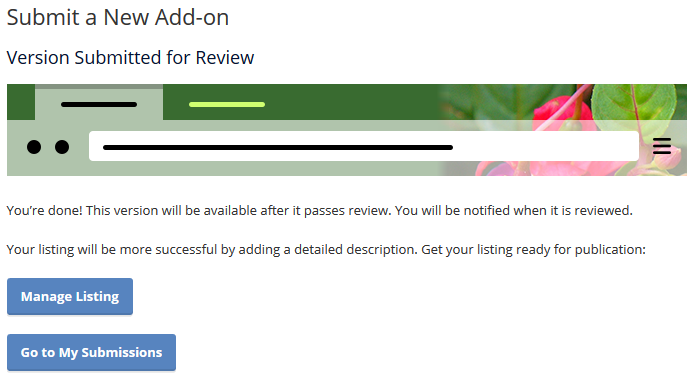 Submit a New Add-on
Version Submitted for Review
You’re done! This version will be available after it passes review. You will be notified when it is reviewed.
Your listing will be more successful by adding a detailed description. Get your listing ready for publication:
Manage Listing
Go to My Submissions